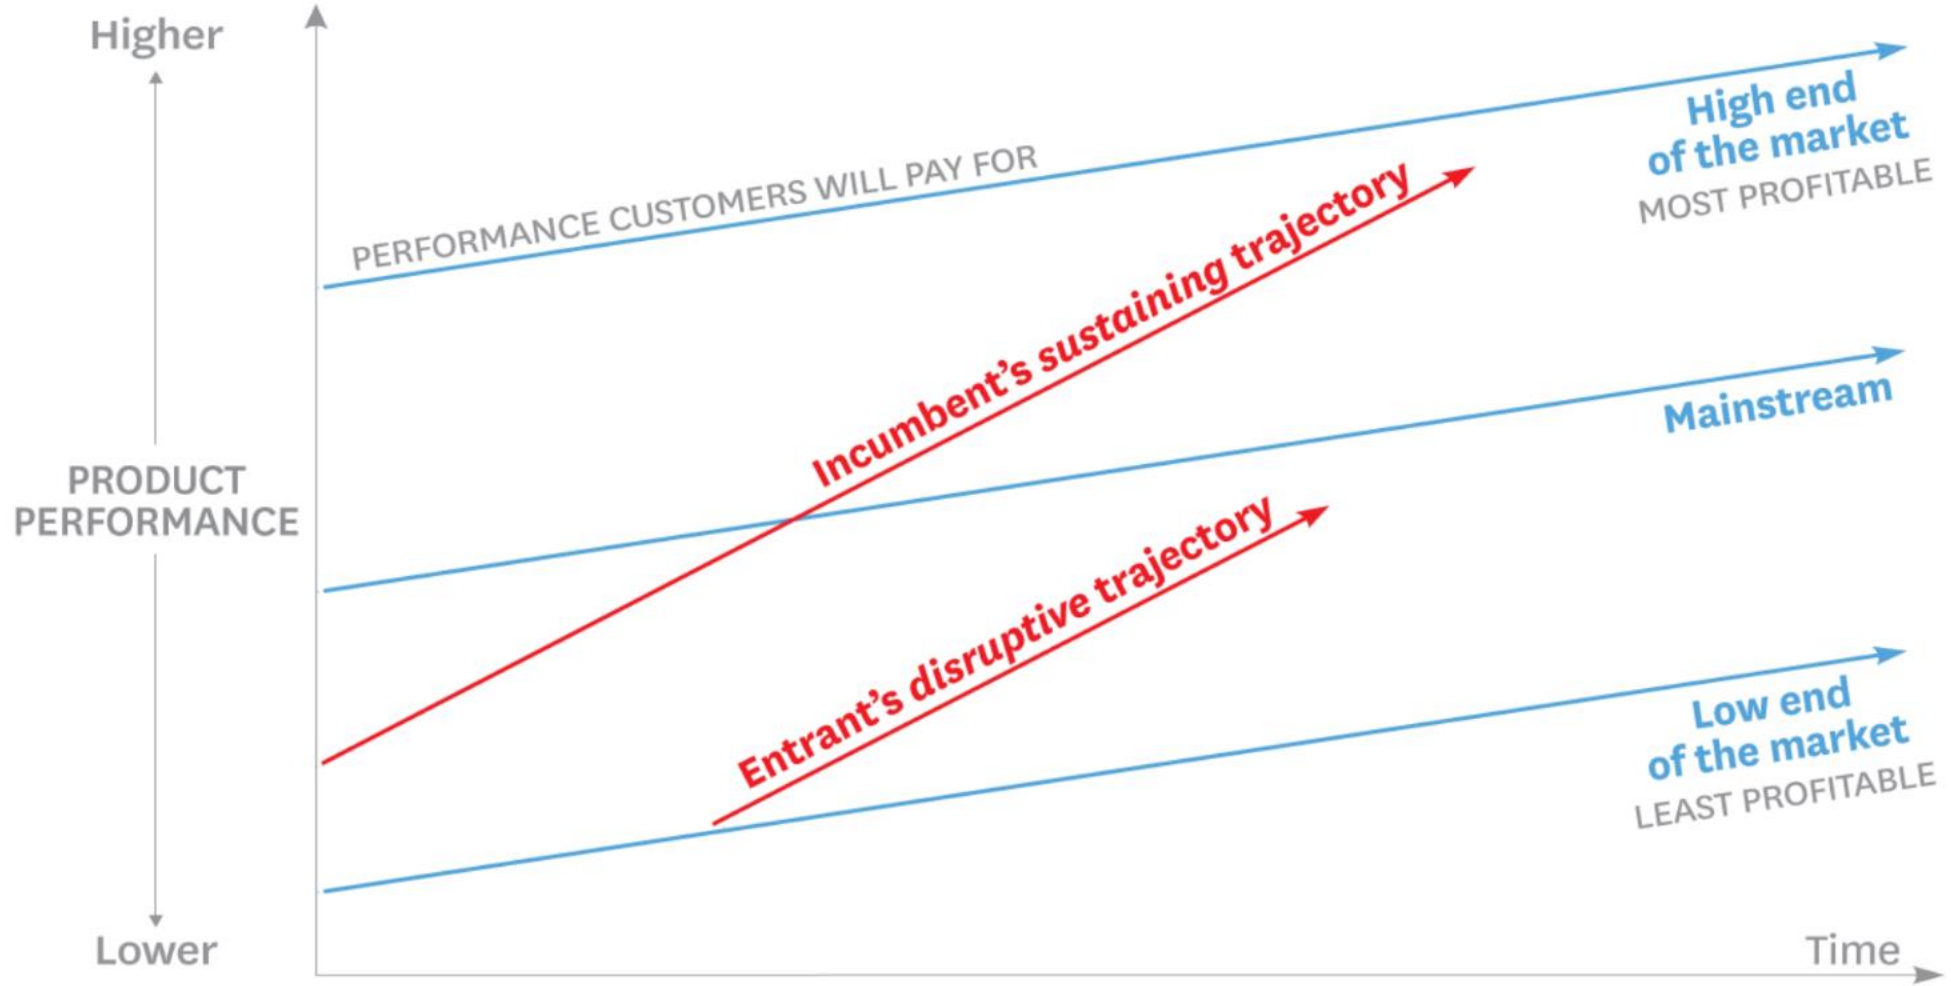 Higher
PRODUCT
PERFORMANCE
Lower
PERFORMANCE CUSTOMERS WILL PAY FOR
Incumbent’s sustaining trajectory
Entrant’s disruptive trajectory
High end
of the market
MOST PROFITABLE
Mainstream
Low end
of the market
LEAST PROFITABLE
Time